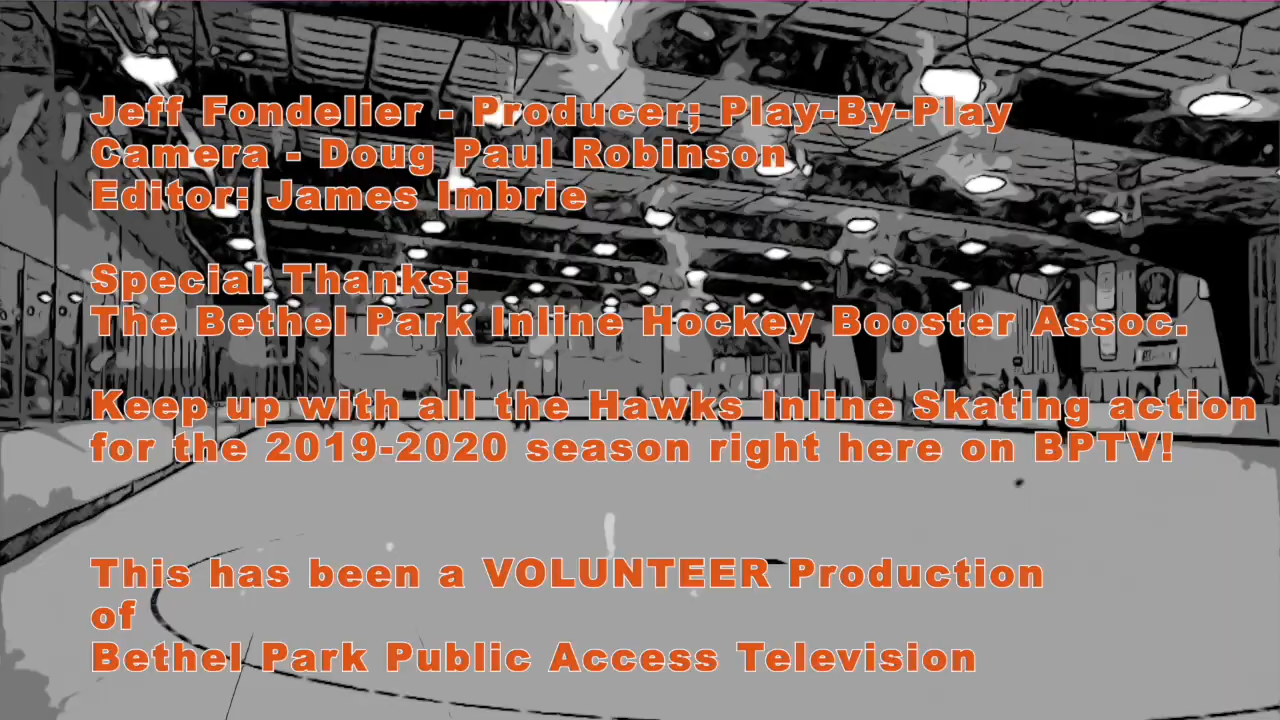 Jeff Fondelier - Producer; Play-By-Play
Camera - Doug Paul Robinson
Editor: James Imbrie
Special Thanks:
The Bethel Park Inline Hockey Booster Assoc.
Keep up with all the Hawks Inline Skating action
for the 2019-2020 season right here on BPTV!
This has been a VOLUNTEER Production
of
Bethel Park Public Access Television